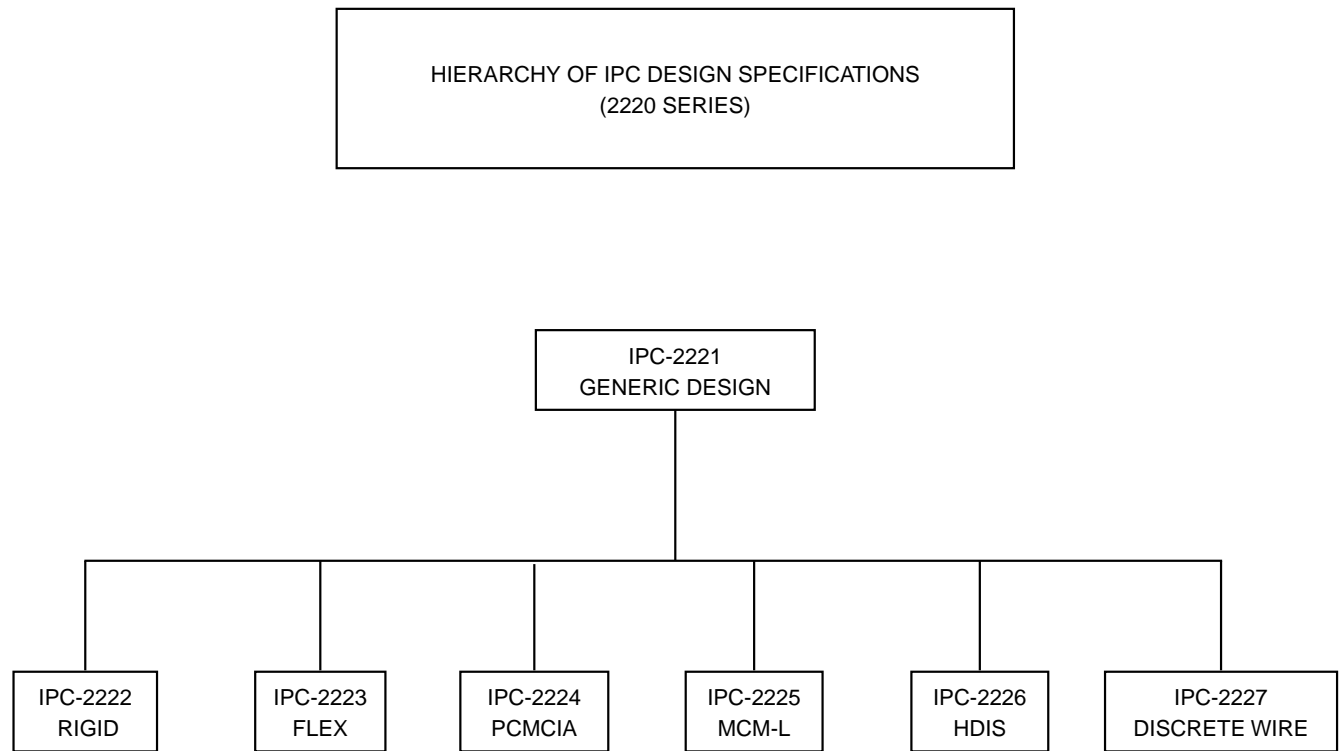 HIERARCHY OF IPC DESIGN SPECIFICATIONS
(2220 SERIES)
IPC-2221
GENERIC DESIGN
IPC-2222
RIGID
IPC-2223
FLEX
IPC-2224
PCMCIA
IPC-2225
MCM-L
IPC-2226
HDIS
IPC-2227
DISCRETE WIRE